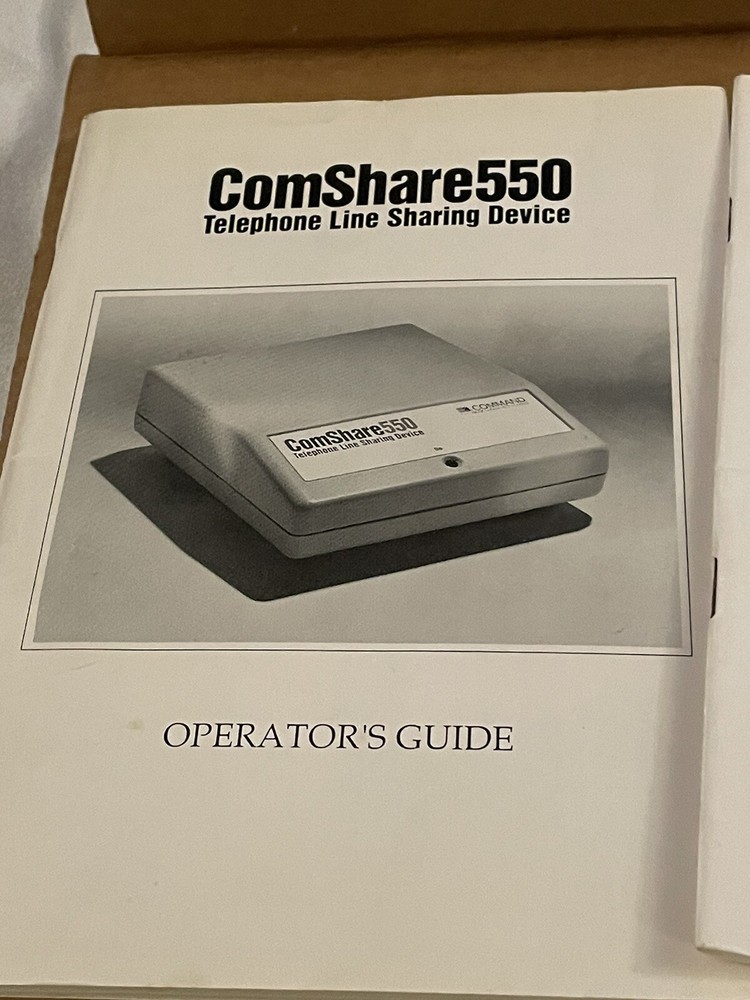 ComShare550
Telephone Line Sharing Device
COMMAND
ComShare550
Telephone Line Sharing Device
OPERATOR'S GUIDE